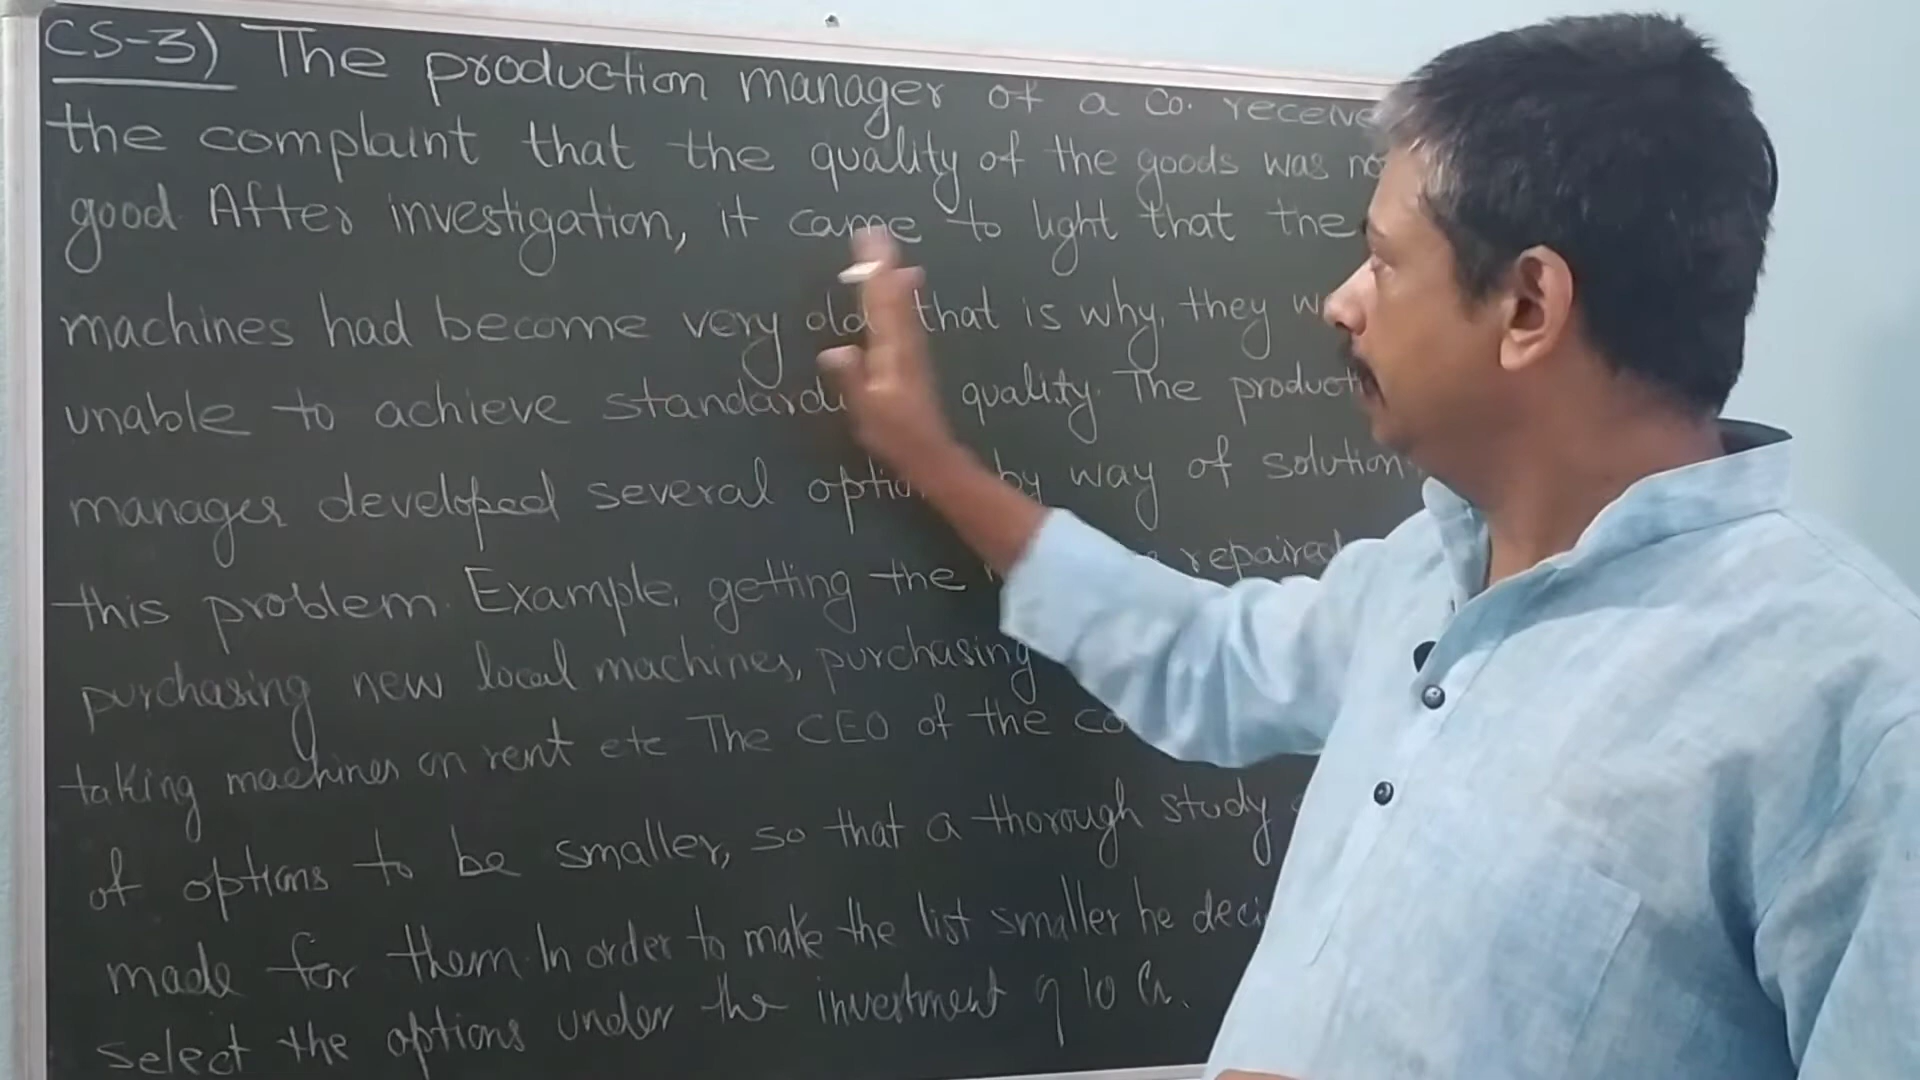 CS-3) The production manager of a Co. receive
the complaint that the quality of the goods was
good. After investigation, it came to light that the
machines had become very old that is why, they
unable to achieve quality. The
manager developed several by way of solution
this problem. Example, getting the repaired
purchasing new local machines, purchasing
taking machines on rent etc The CEO of the
of options to be smaller, so that a thorough study
made for them. In order to make the list smaller he
select the options under the investment of 10 Cr.